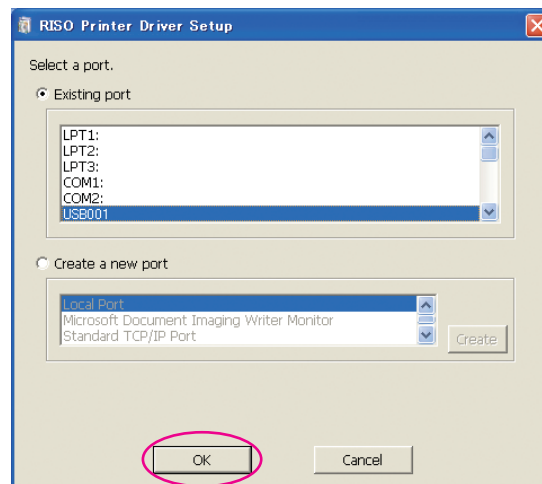 RISO Printer Driver Setup
Select a port.
Existing port
LPT1:
LPT2:
LPT3:
COM1:
COM2:
USB001
Create a new port
Local Port
Microsoft Document Imaging Writer Monitor
Standard TCP/IP Port
Create
OK Cancel